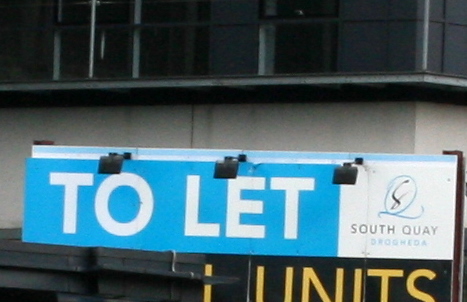 TO LET
SOUTH QUAY
DROGHEDA
UNITS